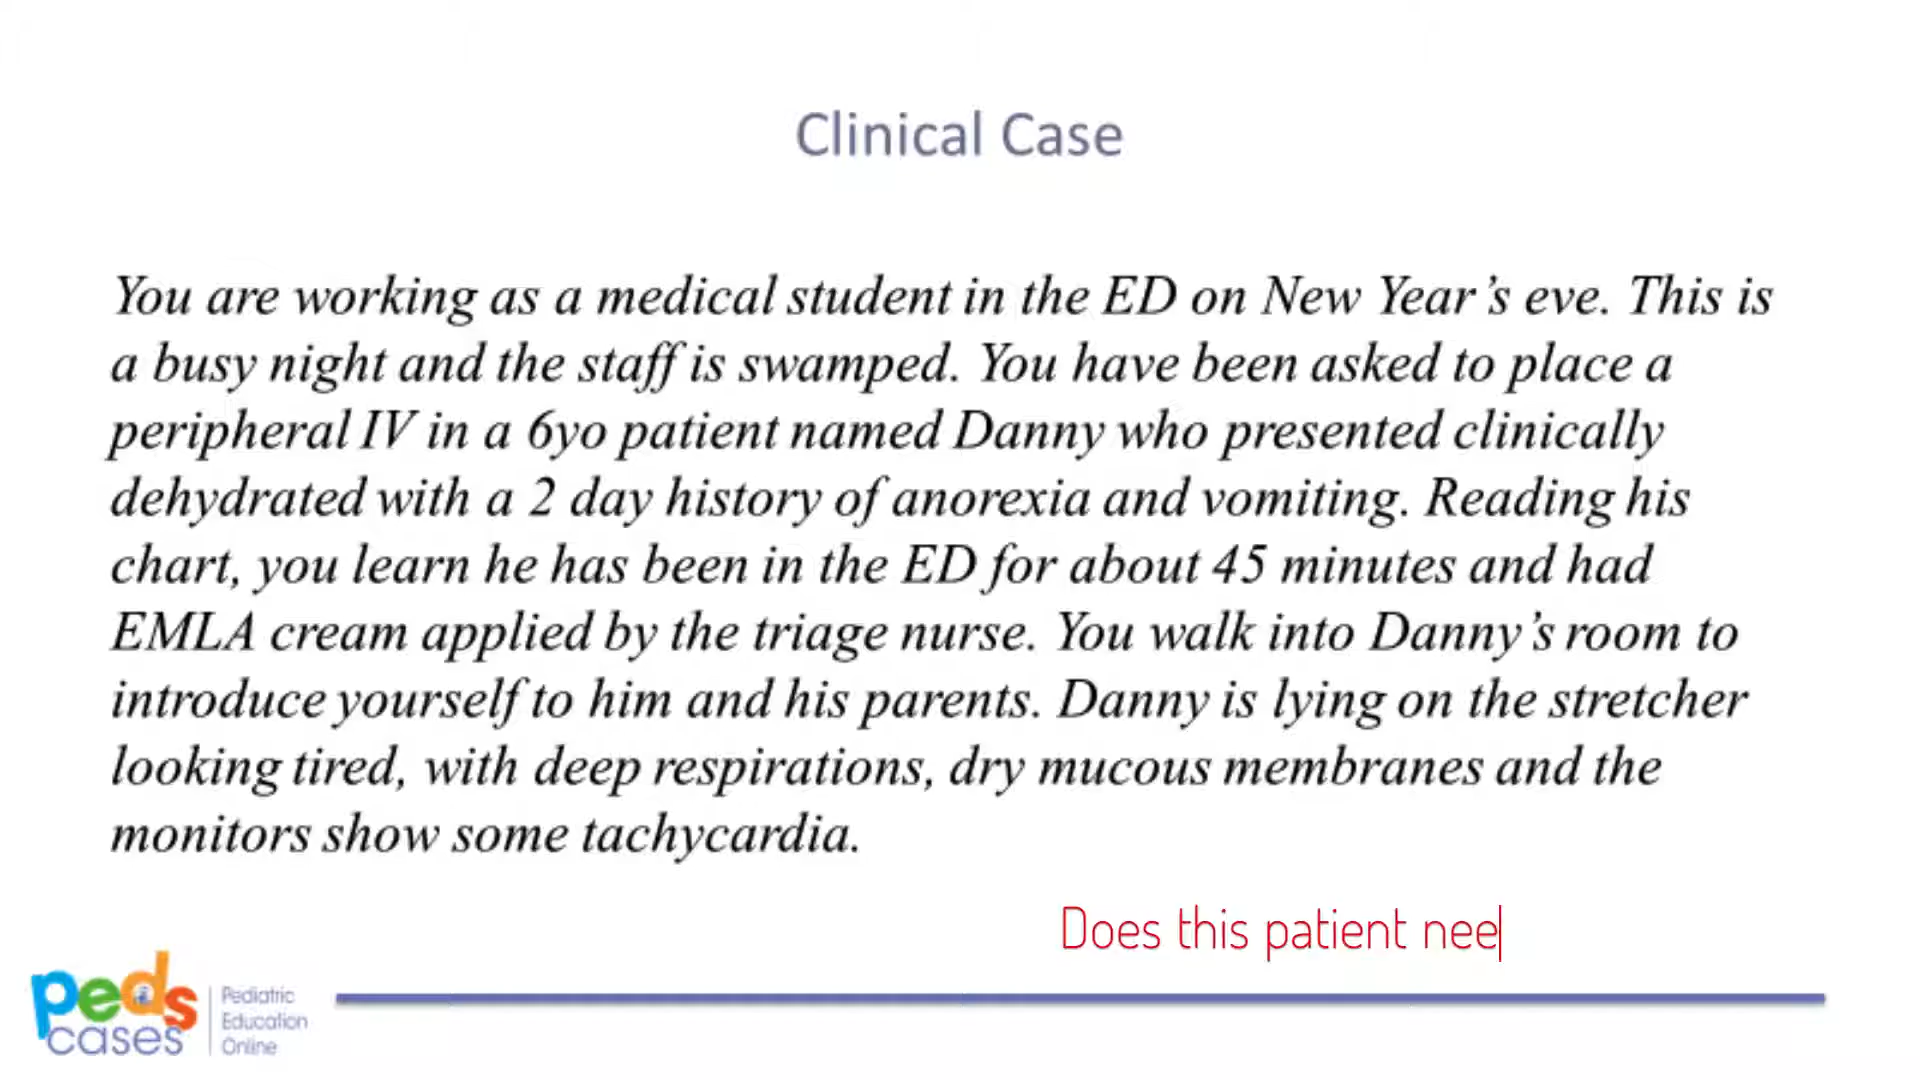 Clinical Case
You are working as a medical student in the ED on New Year's eve. This is
a busy night and the staff is swamped. You have been asked to place a
peripheral IV in a 6yo patient named Danny who presented clinically
dehydrated with a 2 day history of anorexia and vomiting. Reading his
chart, you learn he has been in the ED for about 45 minutes and had
EMLA cream applied by the triage nurse. You walk into Danny's room to
introduce yourself to him and his parents. Danny is lying on the stretcher
looking tired, with deep respirations, dry mucous membranes and the
monitors show some tachycardia.
Does this patient nee
peds
cases
Pediatric
Education
Online